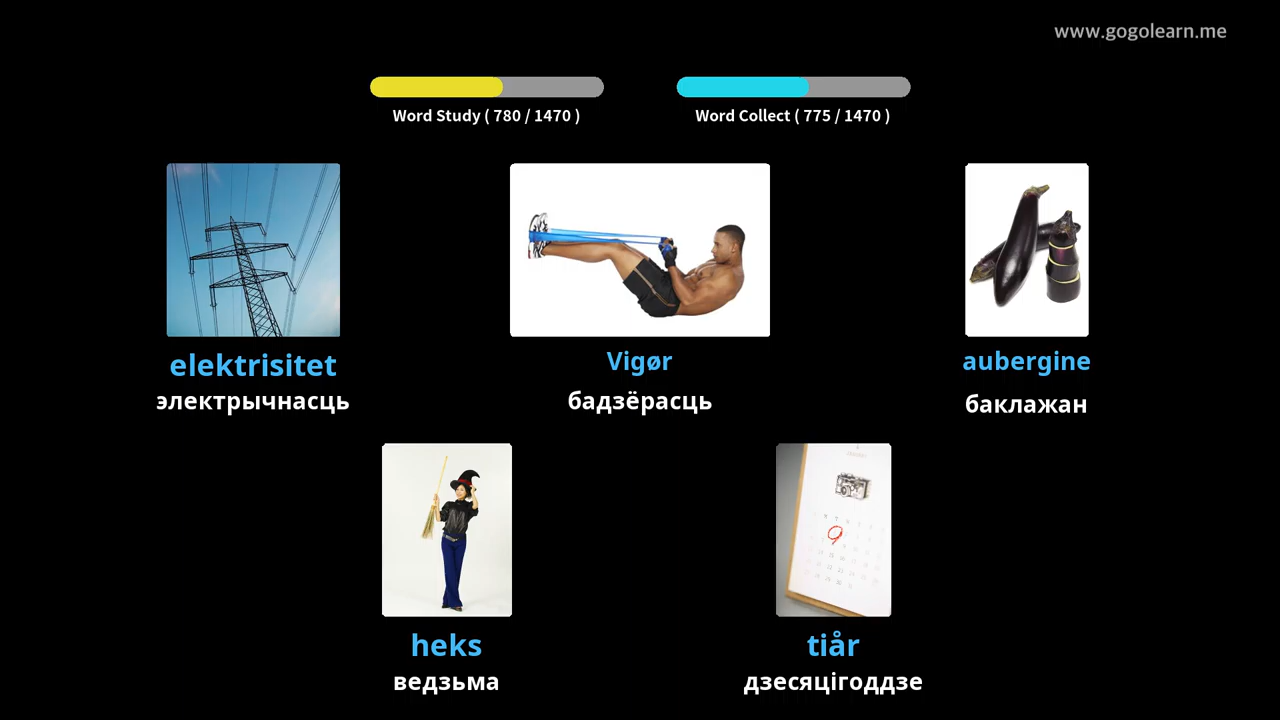 www.gogolearn.me
Word Study ( 780 / 1470 )
Word Collect ( 775 / 1470 )
elektrisitet
электрычнасць
Vigør
бадзёрасць
aubergine
баклажан
heks
ведзьма
tiår
дзесяцігоддзе